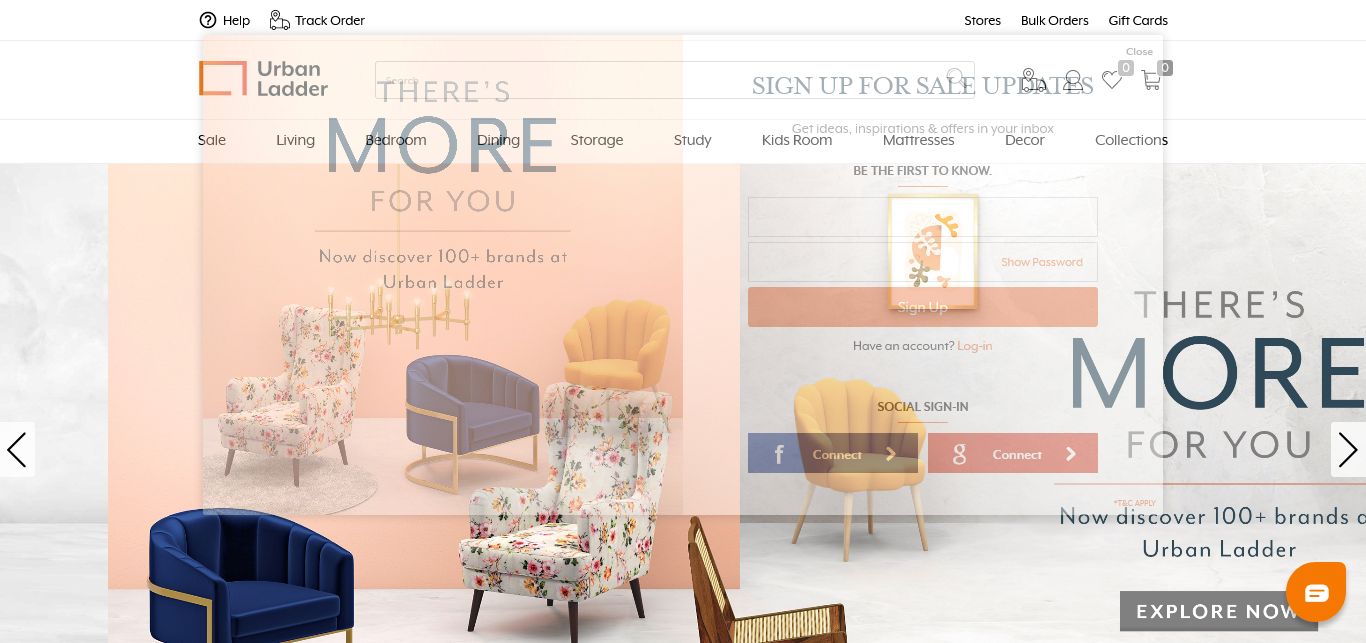 Help
Track Order
Stores
Bulk Orders
Gift Cards
Close
Urban
Ladder
Search
0
0
Sale
Living
Bedroom
Dining
Storage
Study
Kids Room
Mattresses
Decor
Collections
THERE'S
MORE
FOR YOU
Now discover 100+ brands at
Urban Ladder
SIGN UP FOR SALE UPDATES
Get ideas, inspirations & offers in your inbox
BE THE FIRST TO KNOW.
Show Password
Sign Up
Have an account? Log-in
SOCIAL SIGN-IN
f Connect
g Connect
*T&C APPLY
THERE'S
MORE
FOR YOU
Now discover 100+ brands a
Urban Ladder
EXPLORE NOW